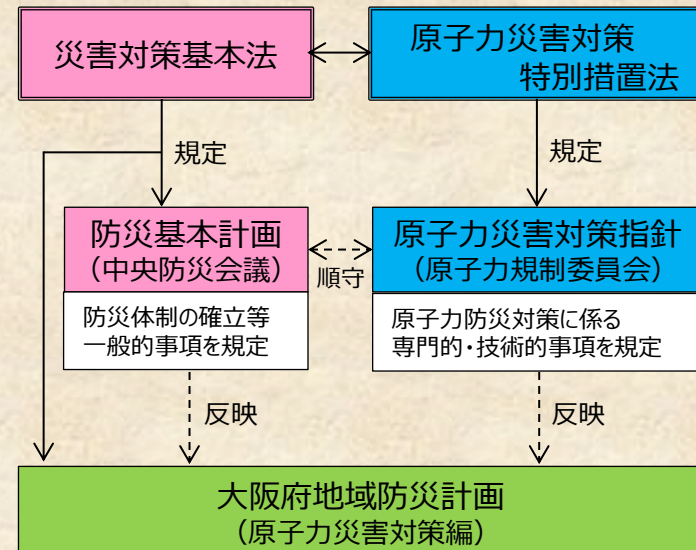 災害対策基本法
原子力災害対策
特別措置法
規定
規定
防災基本計画
（中央防災会議）
順守
原子力災害対策指針
（原子力規制委員会）
防災体制の確立等
一般的事項を規定
原子力防災対策に係る
専門的・技術的事項を規定
反映
反映
大阪府地域防災計画
（原子力災害対策編）